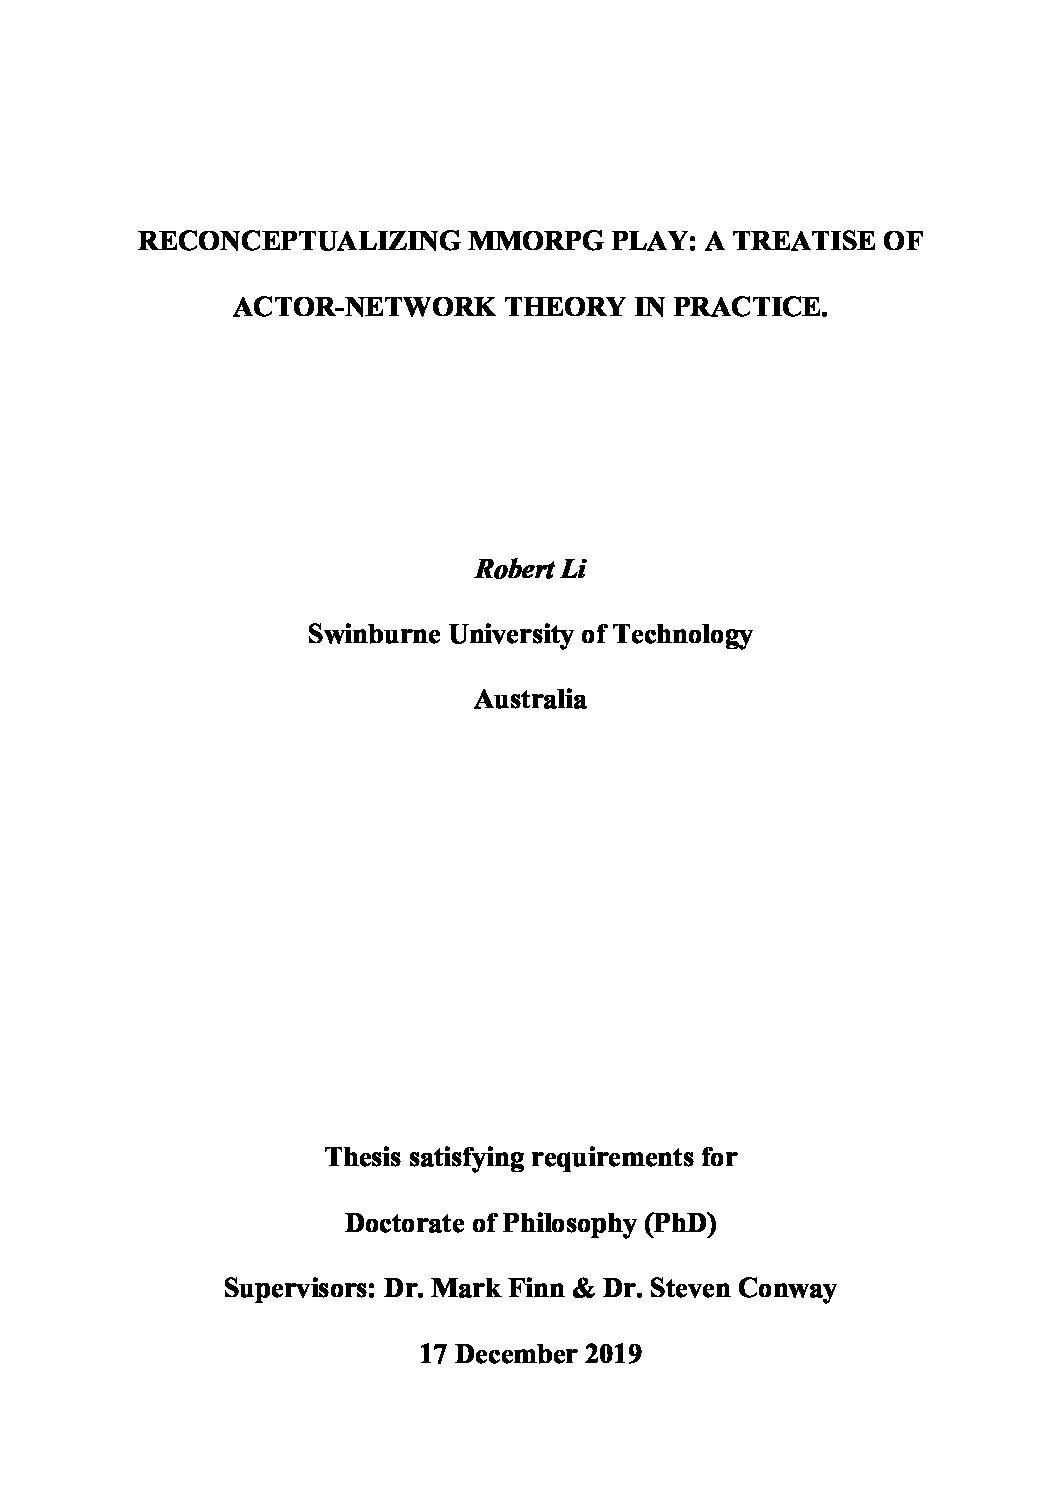 RECONCEPTUALIZING MMORPG PLAY: A TREATISE OF
ACTOR-NETWORK THEORY IN PRACTICE.
Robert Li
Swinburne University of Technology
Australia
Thesis satisfying requirements for
Doctorate of Philosophy (PhD)
Supervisors: Dr. Mark Finn & Dr. Steven Conway
17 December 2019